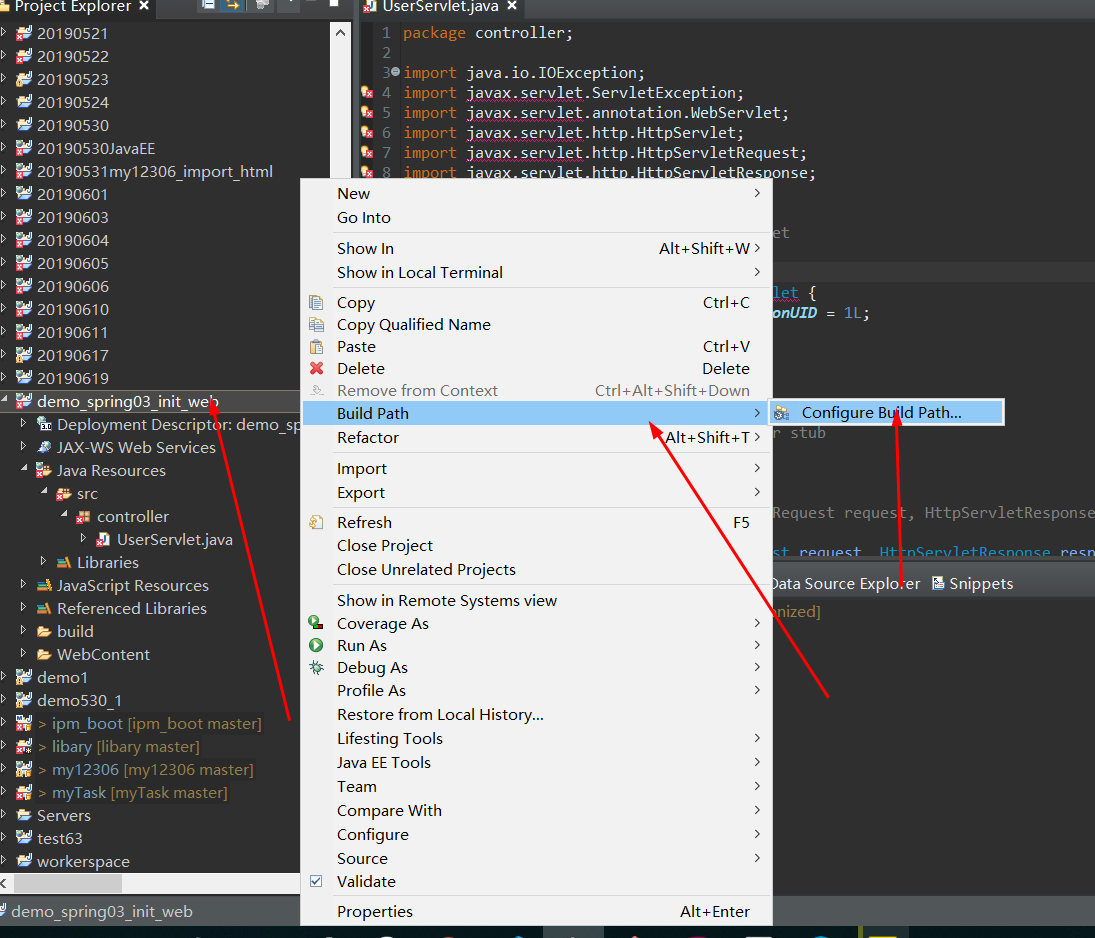 Project Explorer
20190521
20190522
20190523
20190524
20190530
20190530JavaEE
20190531my12306_import_html
20190601
20190603
20190604
20190605
20190606
20190610
20190611
20190617
20190619
demo_spring03_init_web
Deployment Descriptor: demo_sp
JAX-WS Web Services
Java Resources
src
controller
UserServlet.java
Libraries
JavaScript Resources
Referenced Libraries
build
WebContent
demo1
demo530_1
> ipm_boot [ipm_boot master]
> libary [libary master]
> my12306 [my12306 master]
> myTask [myTask master]
Servers
test63
workerspace
demo_spring03_init_web
UserServlet.java
1 package controller;
2
3 import java.io.IOException;
4 import javax.servlet.ServletException;
5 import javax.servlet.annotation.WebServlet;
6 import javax.servlet.http.HttpServlet;
7 import javax.servlet.http.HttpServletRequest;
8 import javax.servlet.http.HttpServletResponse;
et
let {
onUID = 1L;
r stub
Request request, HttpServletResponse
st request, HttpServletResponse resp
Data Source Explorer Snippets
onized]
New
Go Into
Show In Alt+Shift+W
Show in Local Terminal
Copy Ctrl+C
Copy Qualified Name
Paste Ctrl+V
Delete Delete
Remove from Context Ctrl+Alt+Shift+Down
Build Path
Configure Build Path...
Refactor Alt+Shift+T
Import
Export
Refresh F5
Close Project
Close Unrelated Projects
Show in Remote Systems view
Coverage As
Run As
Debug As
Profile As
Restore from Local History...
Lifesting Tools
Java EE Tools
Team
Compare With
Configure
Source
Validate
Properties Alt+Enter